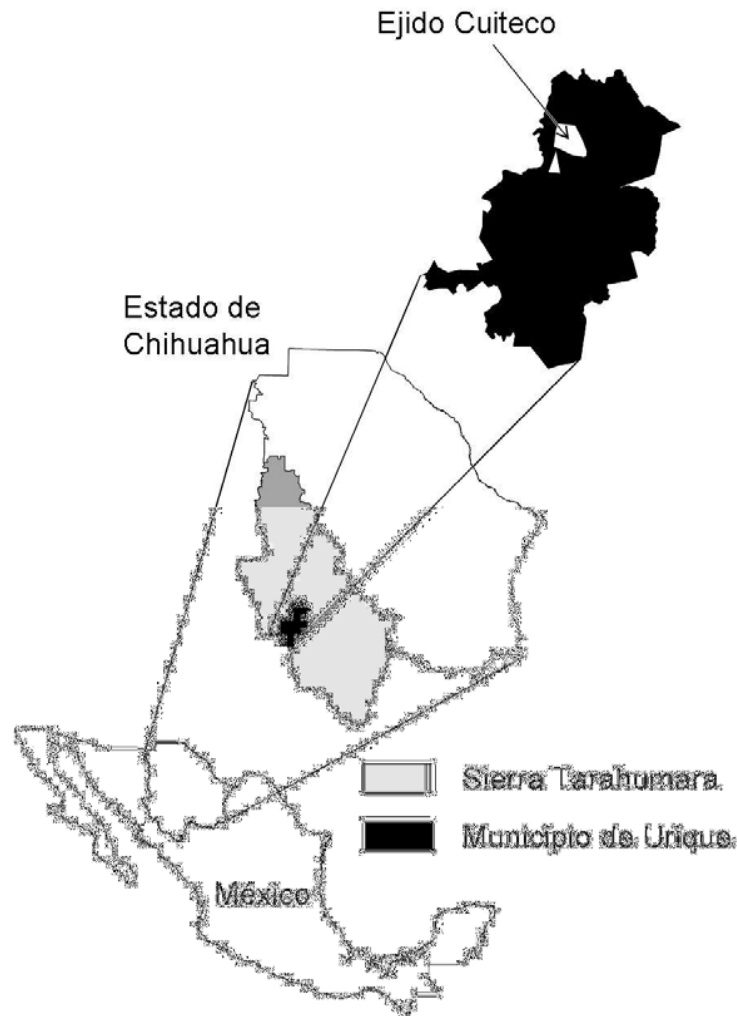 Ejido Cuiteco
Estado de
Chihuahua
Sierra Tarahumara
Municipio de Urique
México